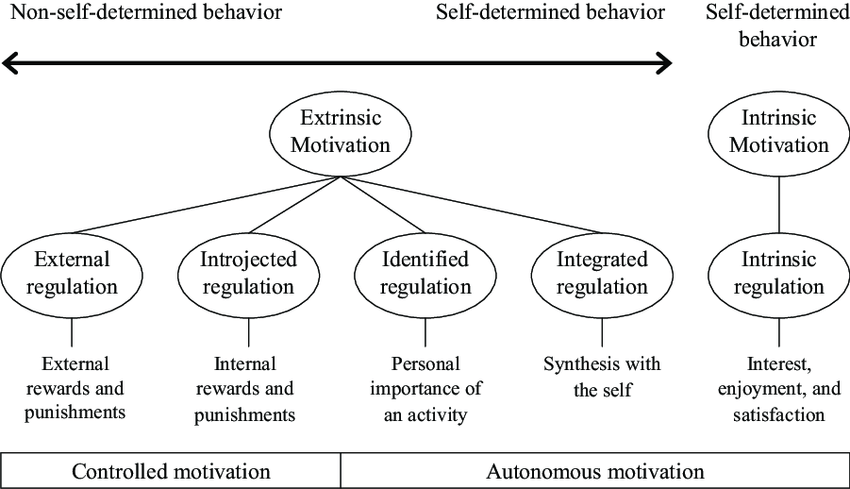 Non-self-determined behavior
Self-determined behavior
Self-determined
behavior
Extrinsic
Motivation
Intrinsic
Motivation
External
regulation
Introjected
regulation
Identified
regulation
Integrated
regulation
Intrinsic
regulation
External
rewards and
punishments
Internal
rewards and
punishments
Personal
importance of
an activity
Synthesis with
the self
Interest,
enjoyment, and
satisfaction
Controlled motivation
Autonomous motivation